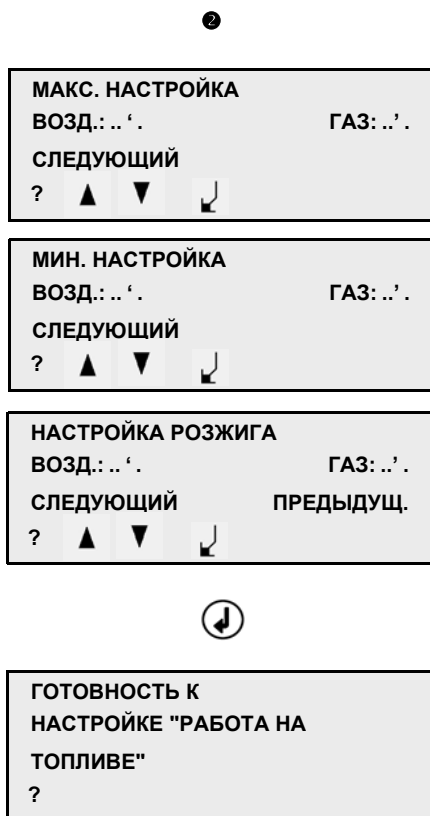 ❷
МАКС. НАСТРОЙКА
ВОЗД.: .. ‘ . ГАЗ: ..’ .
СЛЕДУЮЩИЙ
? ▲ ▼
МИН. НАСТРОЙКА
ВОЗД.: .. ‘ . ГАЗ: ..’ .
СЛЕДУЮЩИЙ
? ▲ ▼
НАСТРОЙКА РОЗЖИГА
ВОЗД.: .. ‘ . ГАЗ: ..’ .
СЛЕДУЮЩИЙ ПРЕДЫДУЩ.
? ▲ ▼
ГОТОВНОСТЬ К
НАСТРОЙКЕ "РАБОТА НА
ТОПЛИВЕ"
?